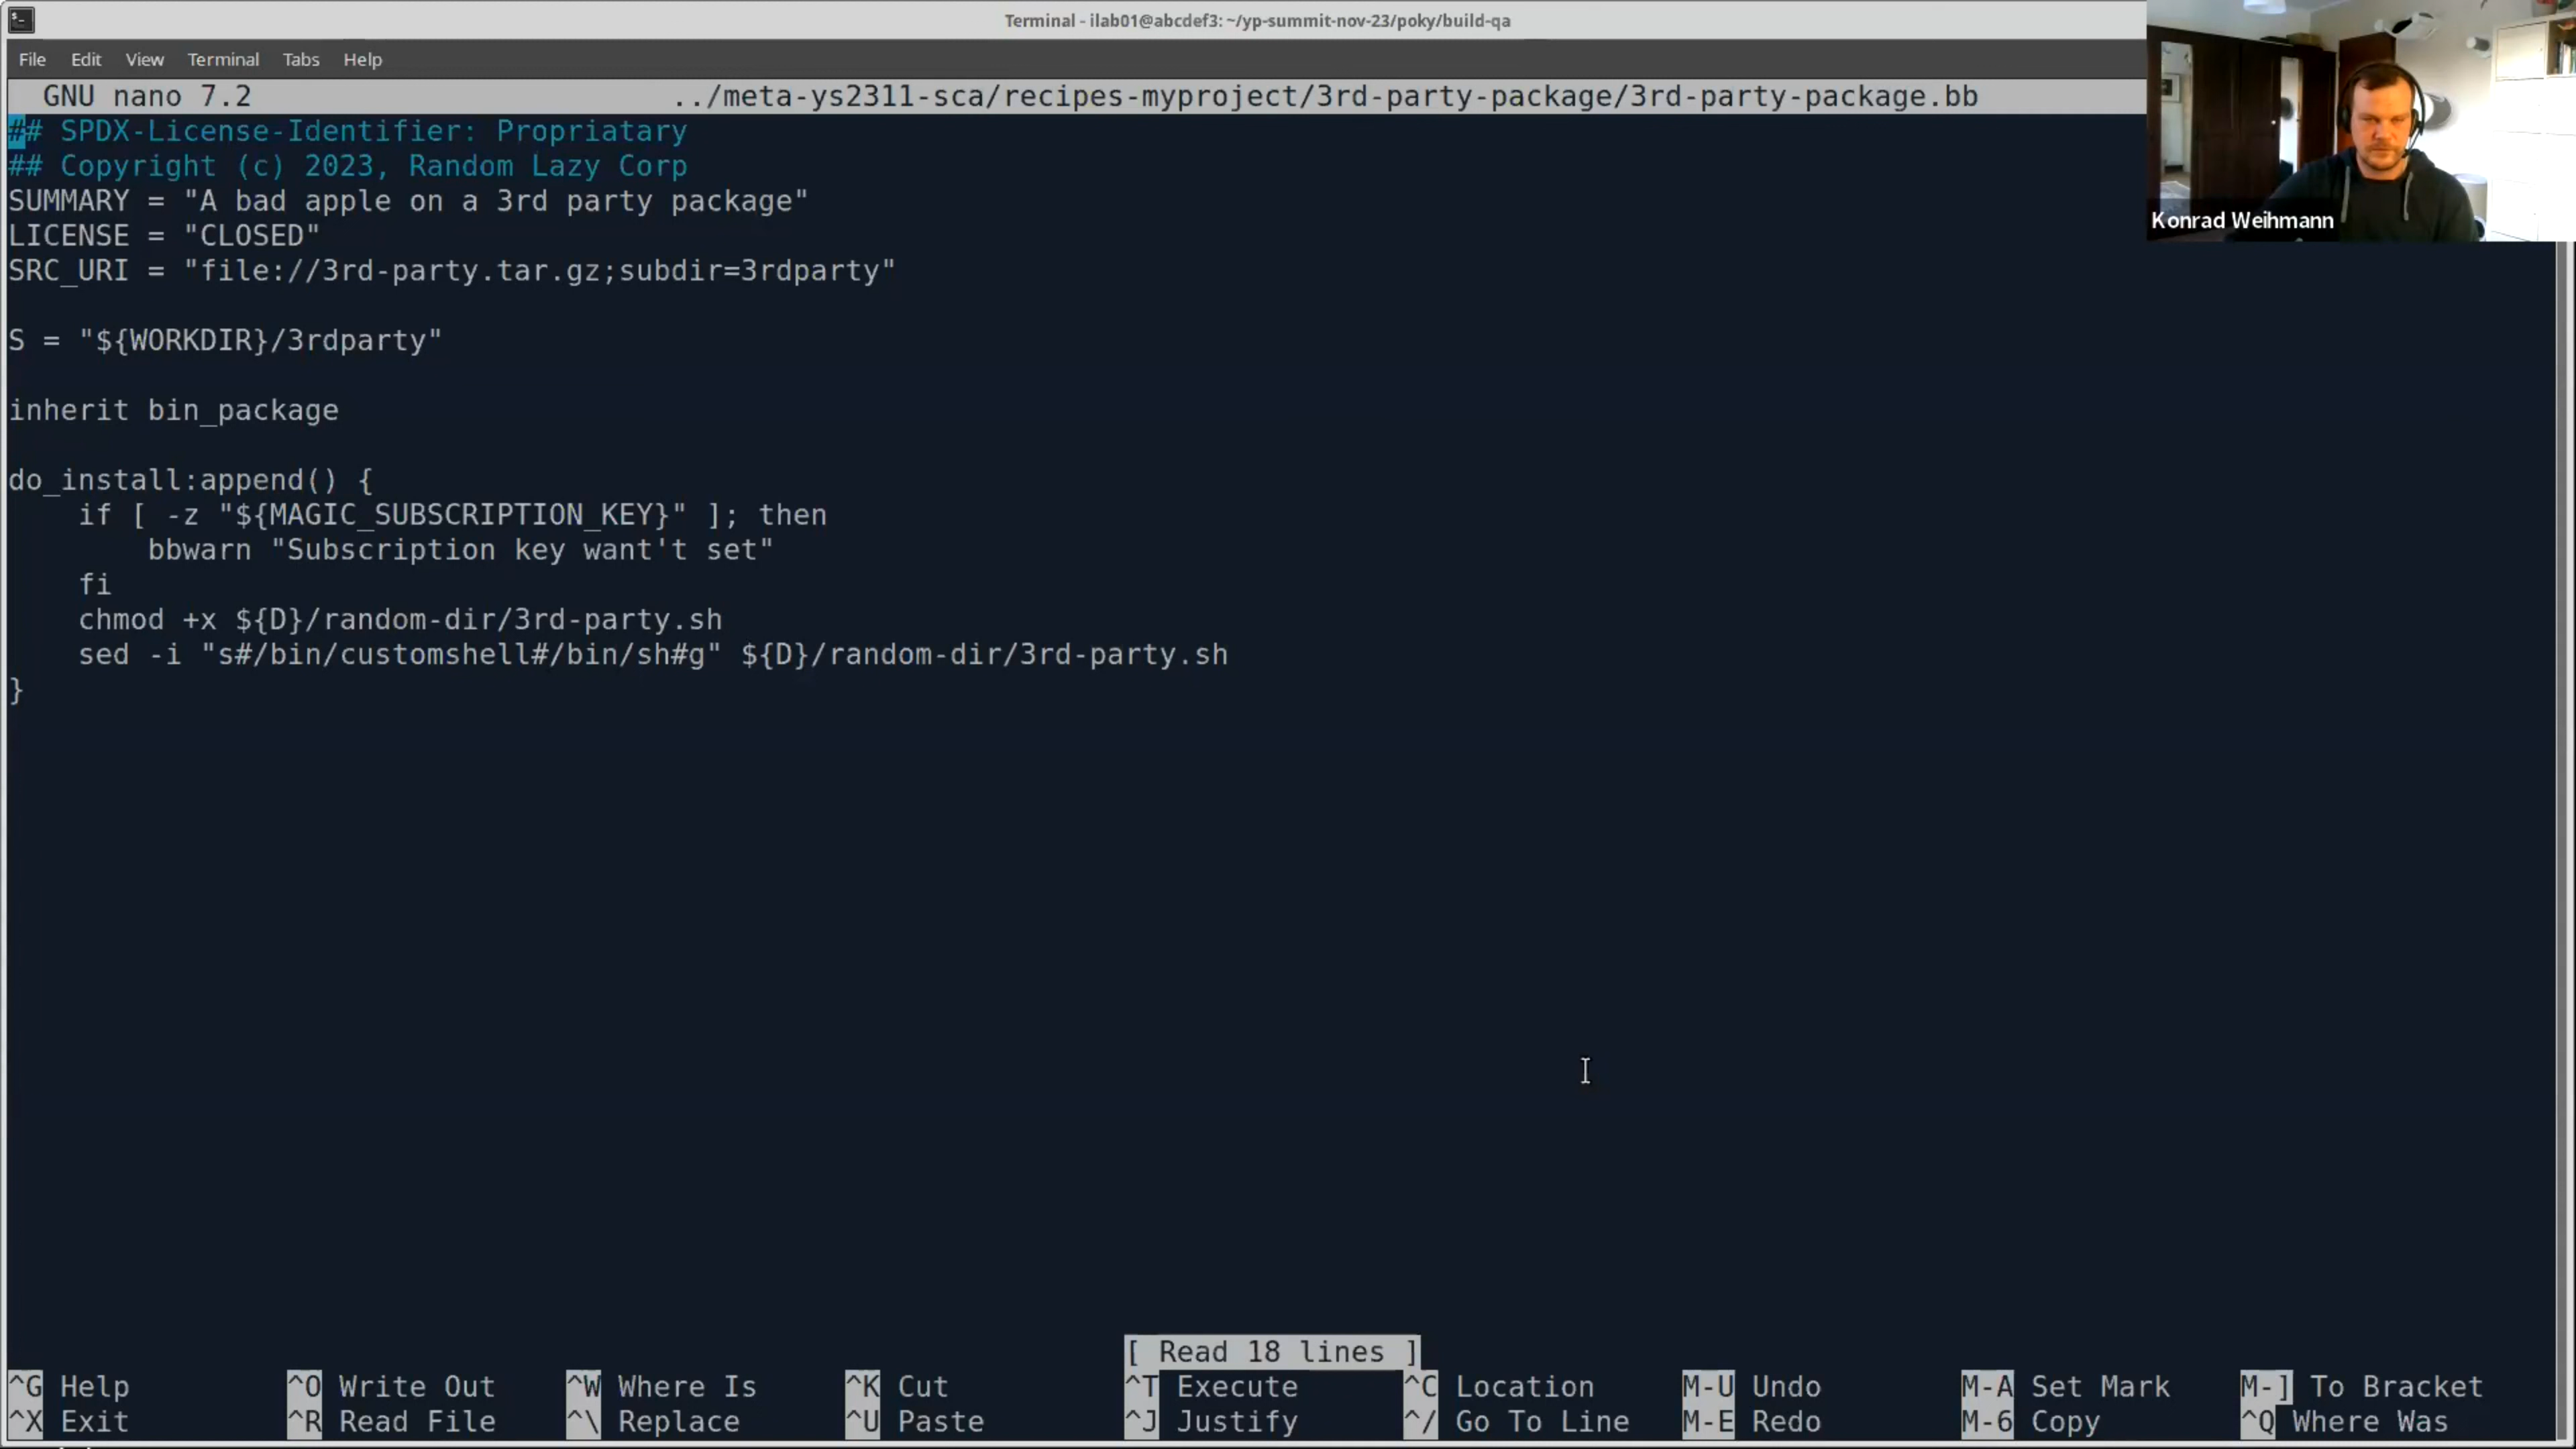 Terminal - ilab01@abcdef3: ~/yp-summit-nov-23/poky/build-qa
File Edit View Terminal Tabs Help
GNU nano 7.2 ../meta-ys2311-sca/recipes-myproject/3rd-party-package/3rd-party-package.bb
Konrad Weihmann
## SPDX-License-Identifier: Propriatary
## Copyright (c) 2023, Random Lazy Corp
SUMMARY = "A bad apple on a 3rd party package"
LICENSE = "CLOSED"
SRC_URI = "file://3rd-party.tar.gz;subdir=3rdparty"
S = "${WORKDIR}/3rdparty"
inherit bin_package
do_install:append() {
    if [ -z "${MAGIC_SUBSCRIPTION_KEY}" ]; then
        bbwarn "Subscription key want't set"
    fi
    chmod +x ${D}/random-dir/3rd-party.sh
    sed -i "s#/bin/customshell#/bin/sh#g" ${D}/random-dir/3rd-party.sh
}
[ Read 18 lines ]
^G Help ^O Write Out ^W Where Is ^K Cut ^T Execute ^C Location M-U Undo M-A Set Mark M-] To Bracket
^X Exit ^R Read File ^\ Replace ^U Paste ^J Justify ^/ Go To Line M-E Redo M-6 Copy ^Q Where Was